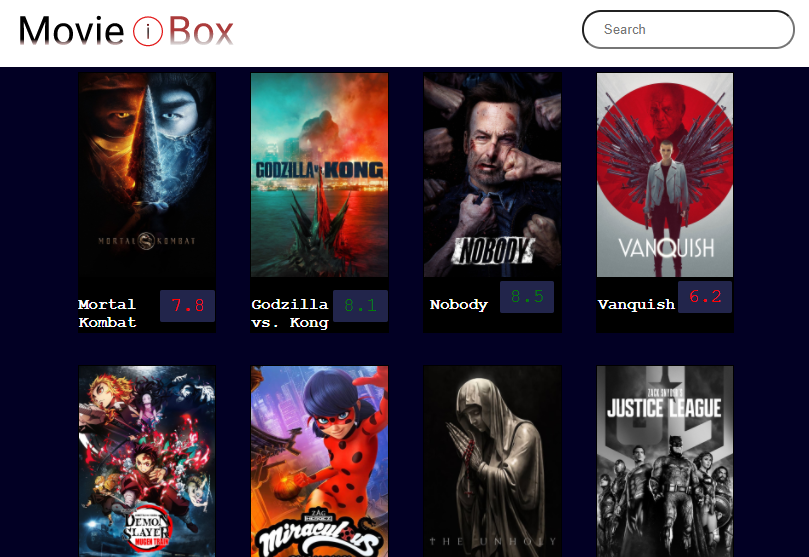 Movie i Box
Search
GODZILLA VS KONG
MORTAL KOMBAT
NOBODY
VANQUISH
Mortal
Kombat
7.8
Godzilla
vs. Kong
8.1
Nobody
8.5
Vanquish
6.2
ZACK SNYDER'S
JUSTICE LEAGUE
ZAG
DEMON
SLAYER
MUGEN TRAIN
Miraculous
THE UNHOLY